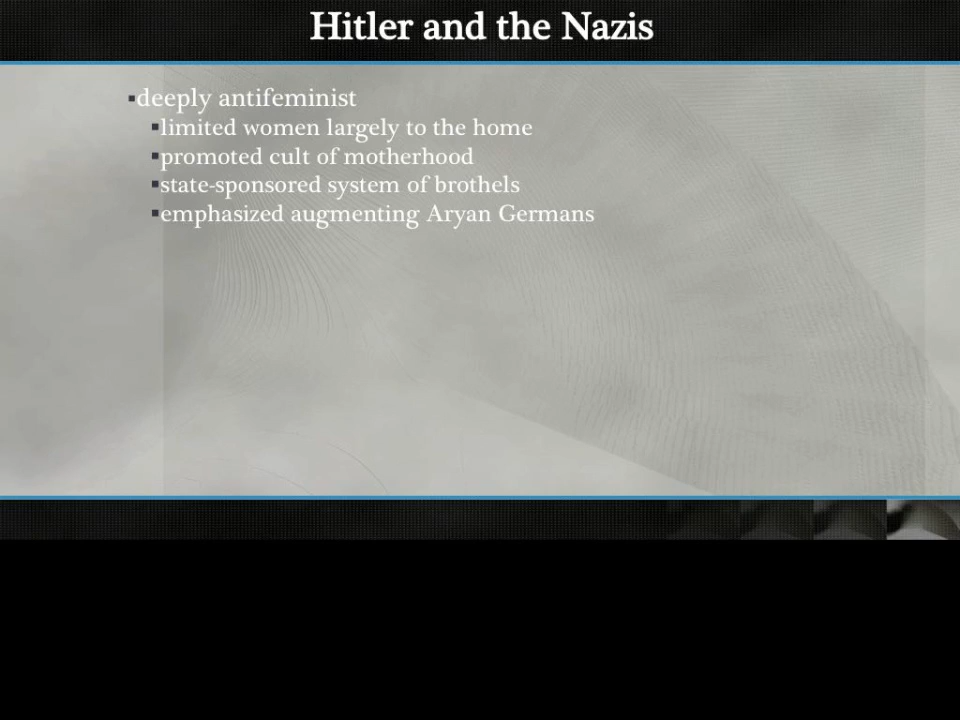 Hitler and the Nazis
▪deeply antifeminist
▪limited women largely to the home
▪promoted cult of motherhood
▪state-sponsored system of brothels
▪emphasized augmenting Aryan Germans